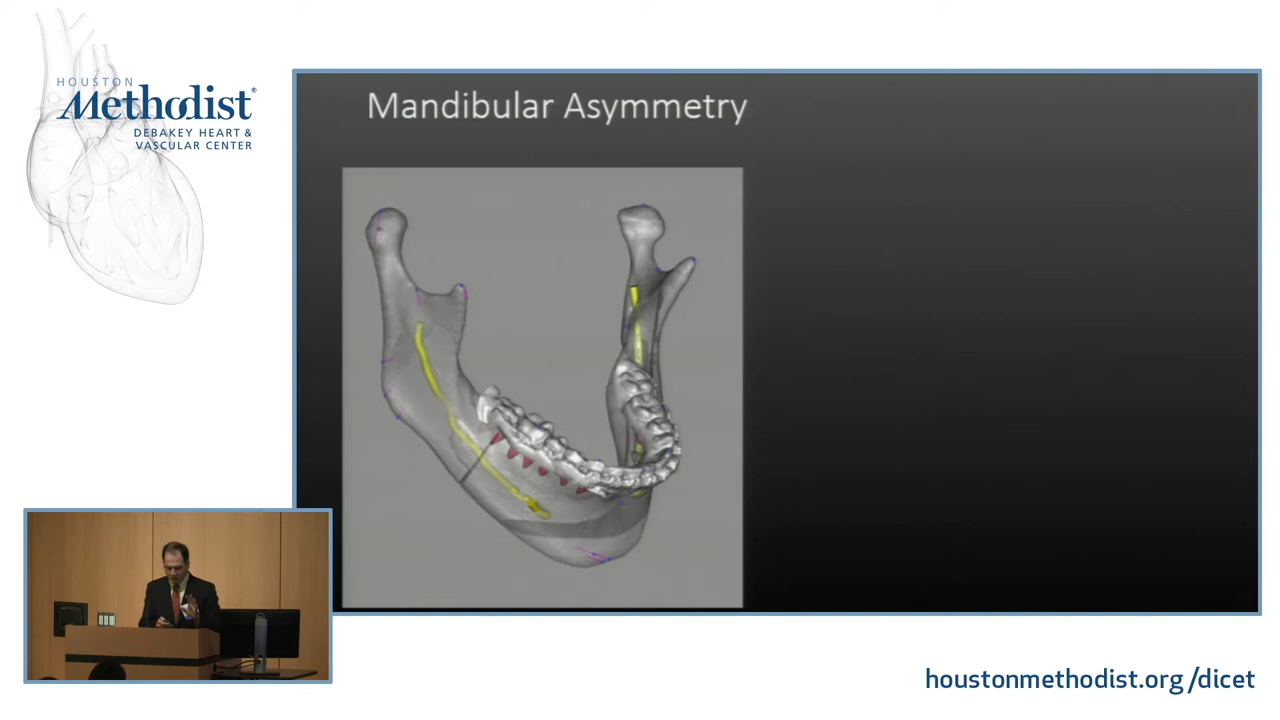 HOUSTON
Methodist®
DEBAKEY HEART &
VASCULAR CENTER
Mandibular Asymmetry
houstonmethodist.org/dicet